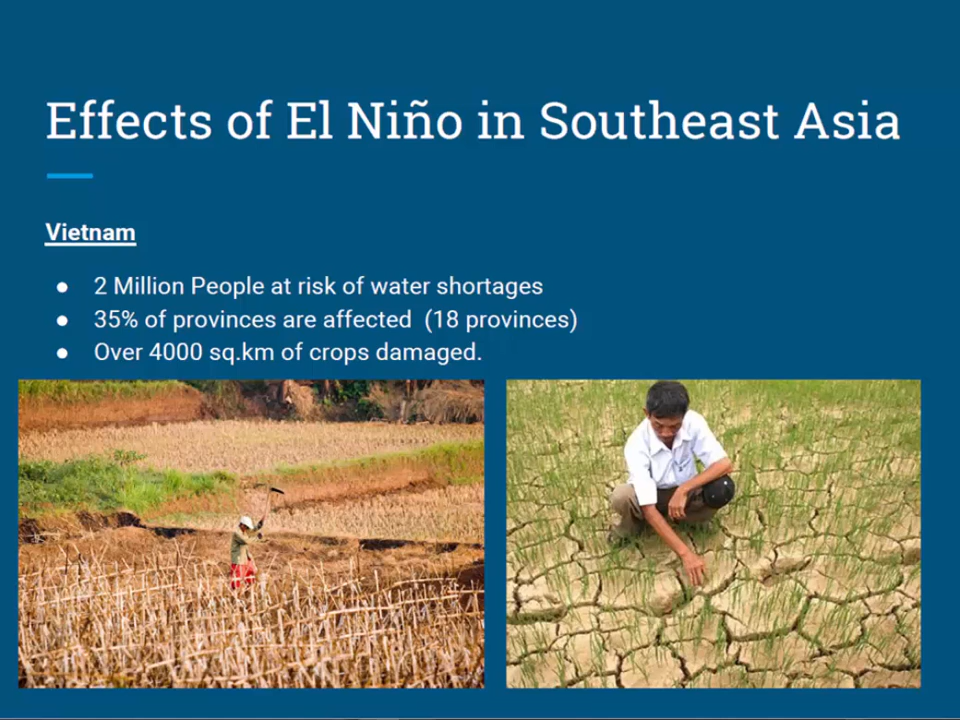 Effects of El Niño in Southeast Asia
Vietnam
● 2 Million People at risk of water shortages
● 35% of provinces are affected (18 provinces)
● Over 4000 sq.km of crops damaged.